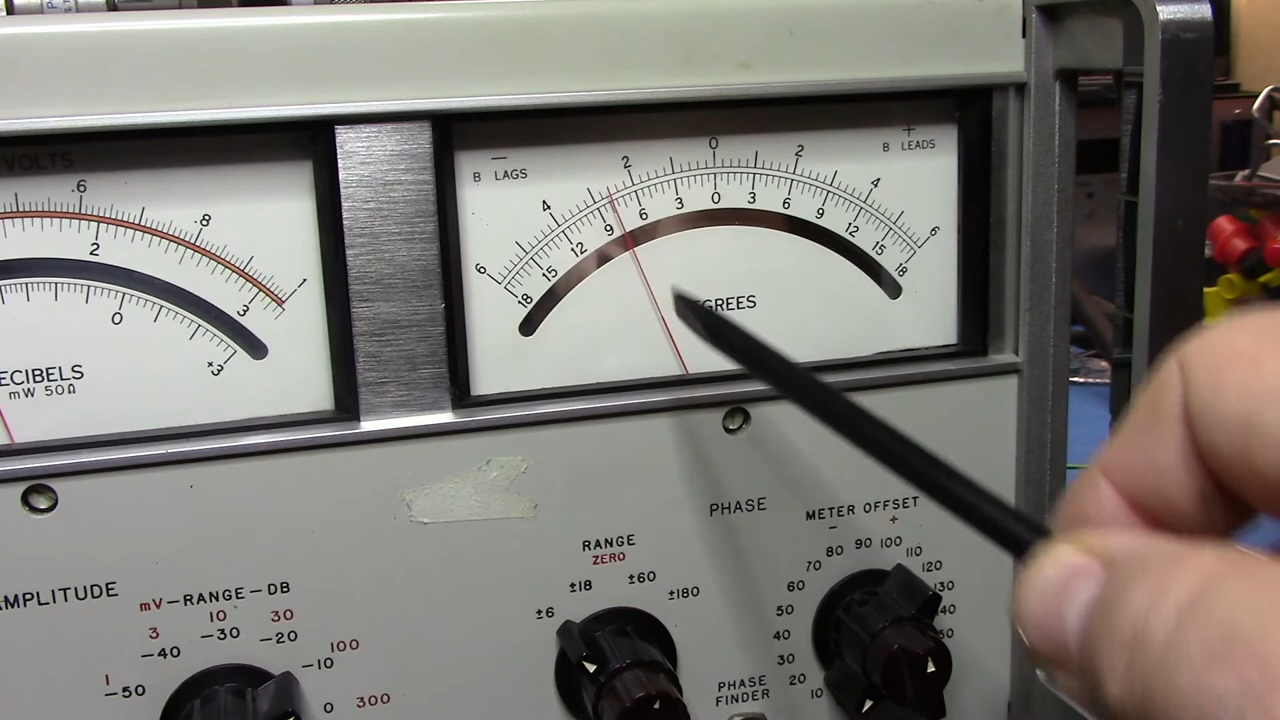 VOLTS
.6
.8
1
2
3
0
+3
ECIBELS
mW 50Ω
−
B LAGS
+
B LEADS
6 4 2 0 2 4 6
18 15 12 9 6 3 0 3 6 9 12 15 18
EGREES
PHASE
METER OFFSET
− +
RANGE
ZERO
±6 ±18 ±60 ±180
10 20 30 40 50 60 70 80 90 100 110 120 130
PHASE
FINDER
AMPLITUDE
mV−RANGE−DB
1 3 10 30 100 300
−50 −40 −30 −20 −10 0